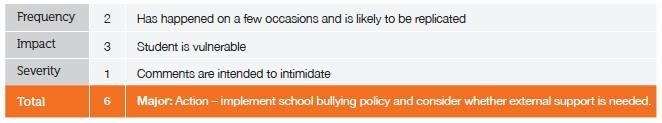 Frequency 2 Has happened on a few occasions and is likely to be replicated
Impact 3 Student is vulnerable
Severity 1 Comments are intended to intimidate
Total 6 Major: Action – implement school bullying policy and consider whether external support is needed.